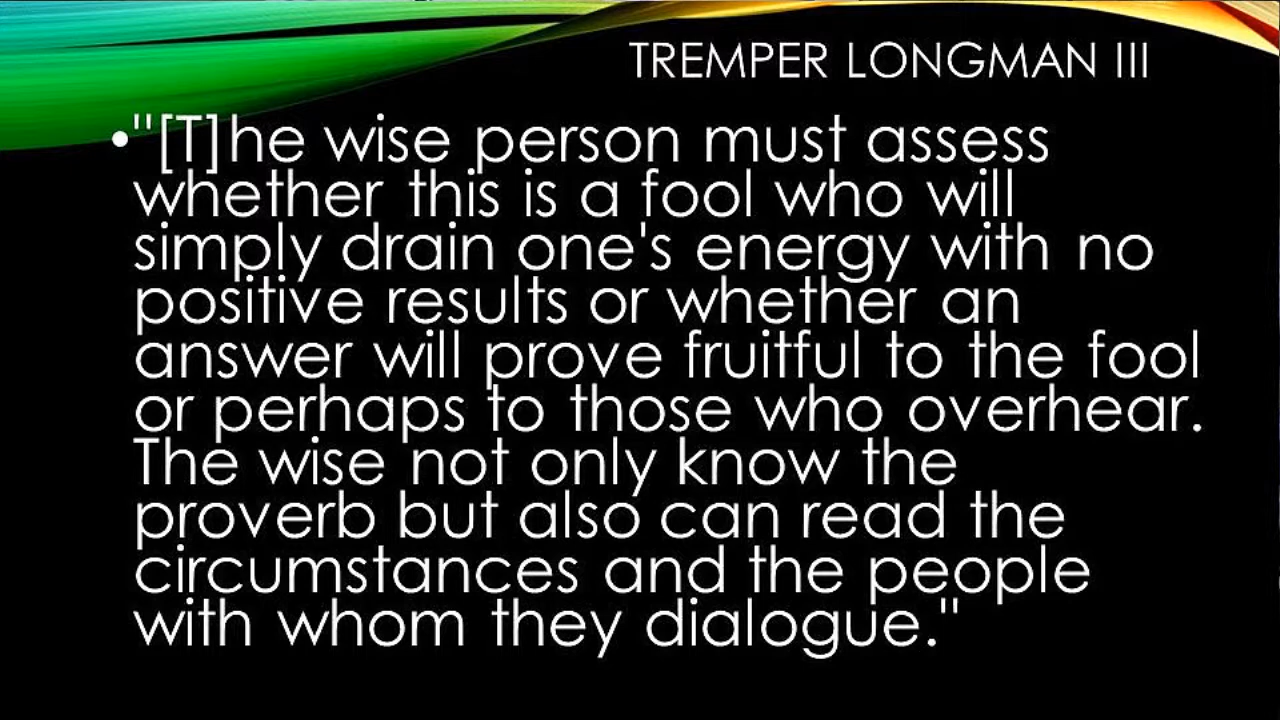 TREMPER LONGMAN III
•"[T]he wise person must assess
whether this is a fool who will
simply drain one's energy with no
positive results or whether an
answer will prove fruitful to the fool
or perhaps to those who overhear.
The wise not only know the
proverb but also can read the
circumstances and the people
with whom they dialogue."